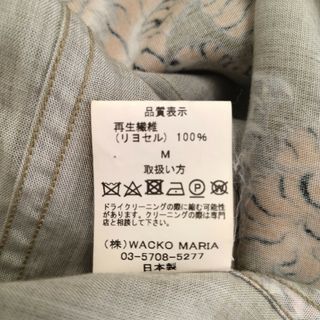 品質表示
再生繊維
(リヨセル) 100%
M
取扱い方
ドライクリーニングの際に縮む可能性
があります。クリーニングの際は専門
店と相談して下さい。
(株) WACKO MARIA
03-5708-5277
日本製